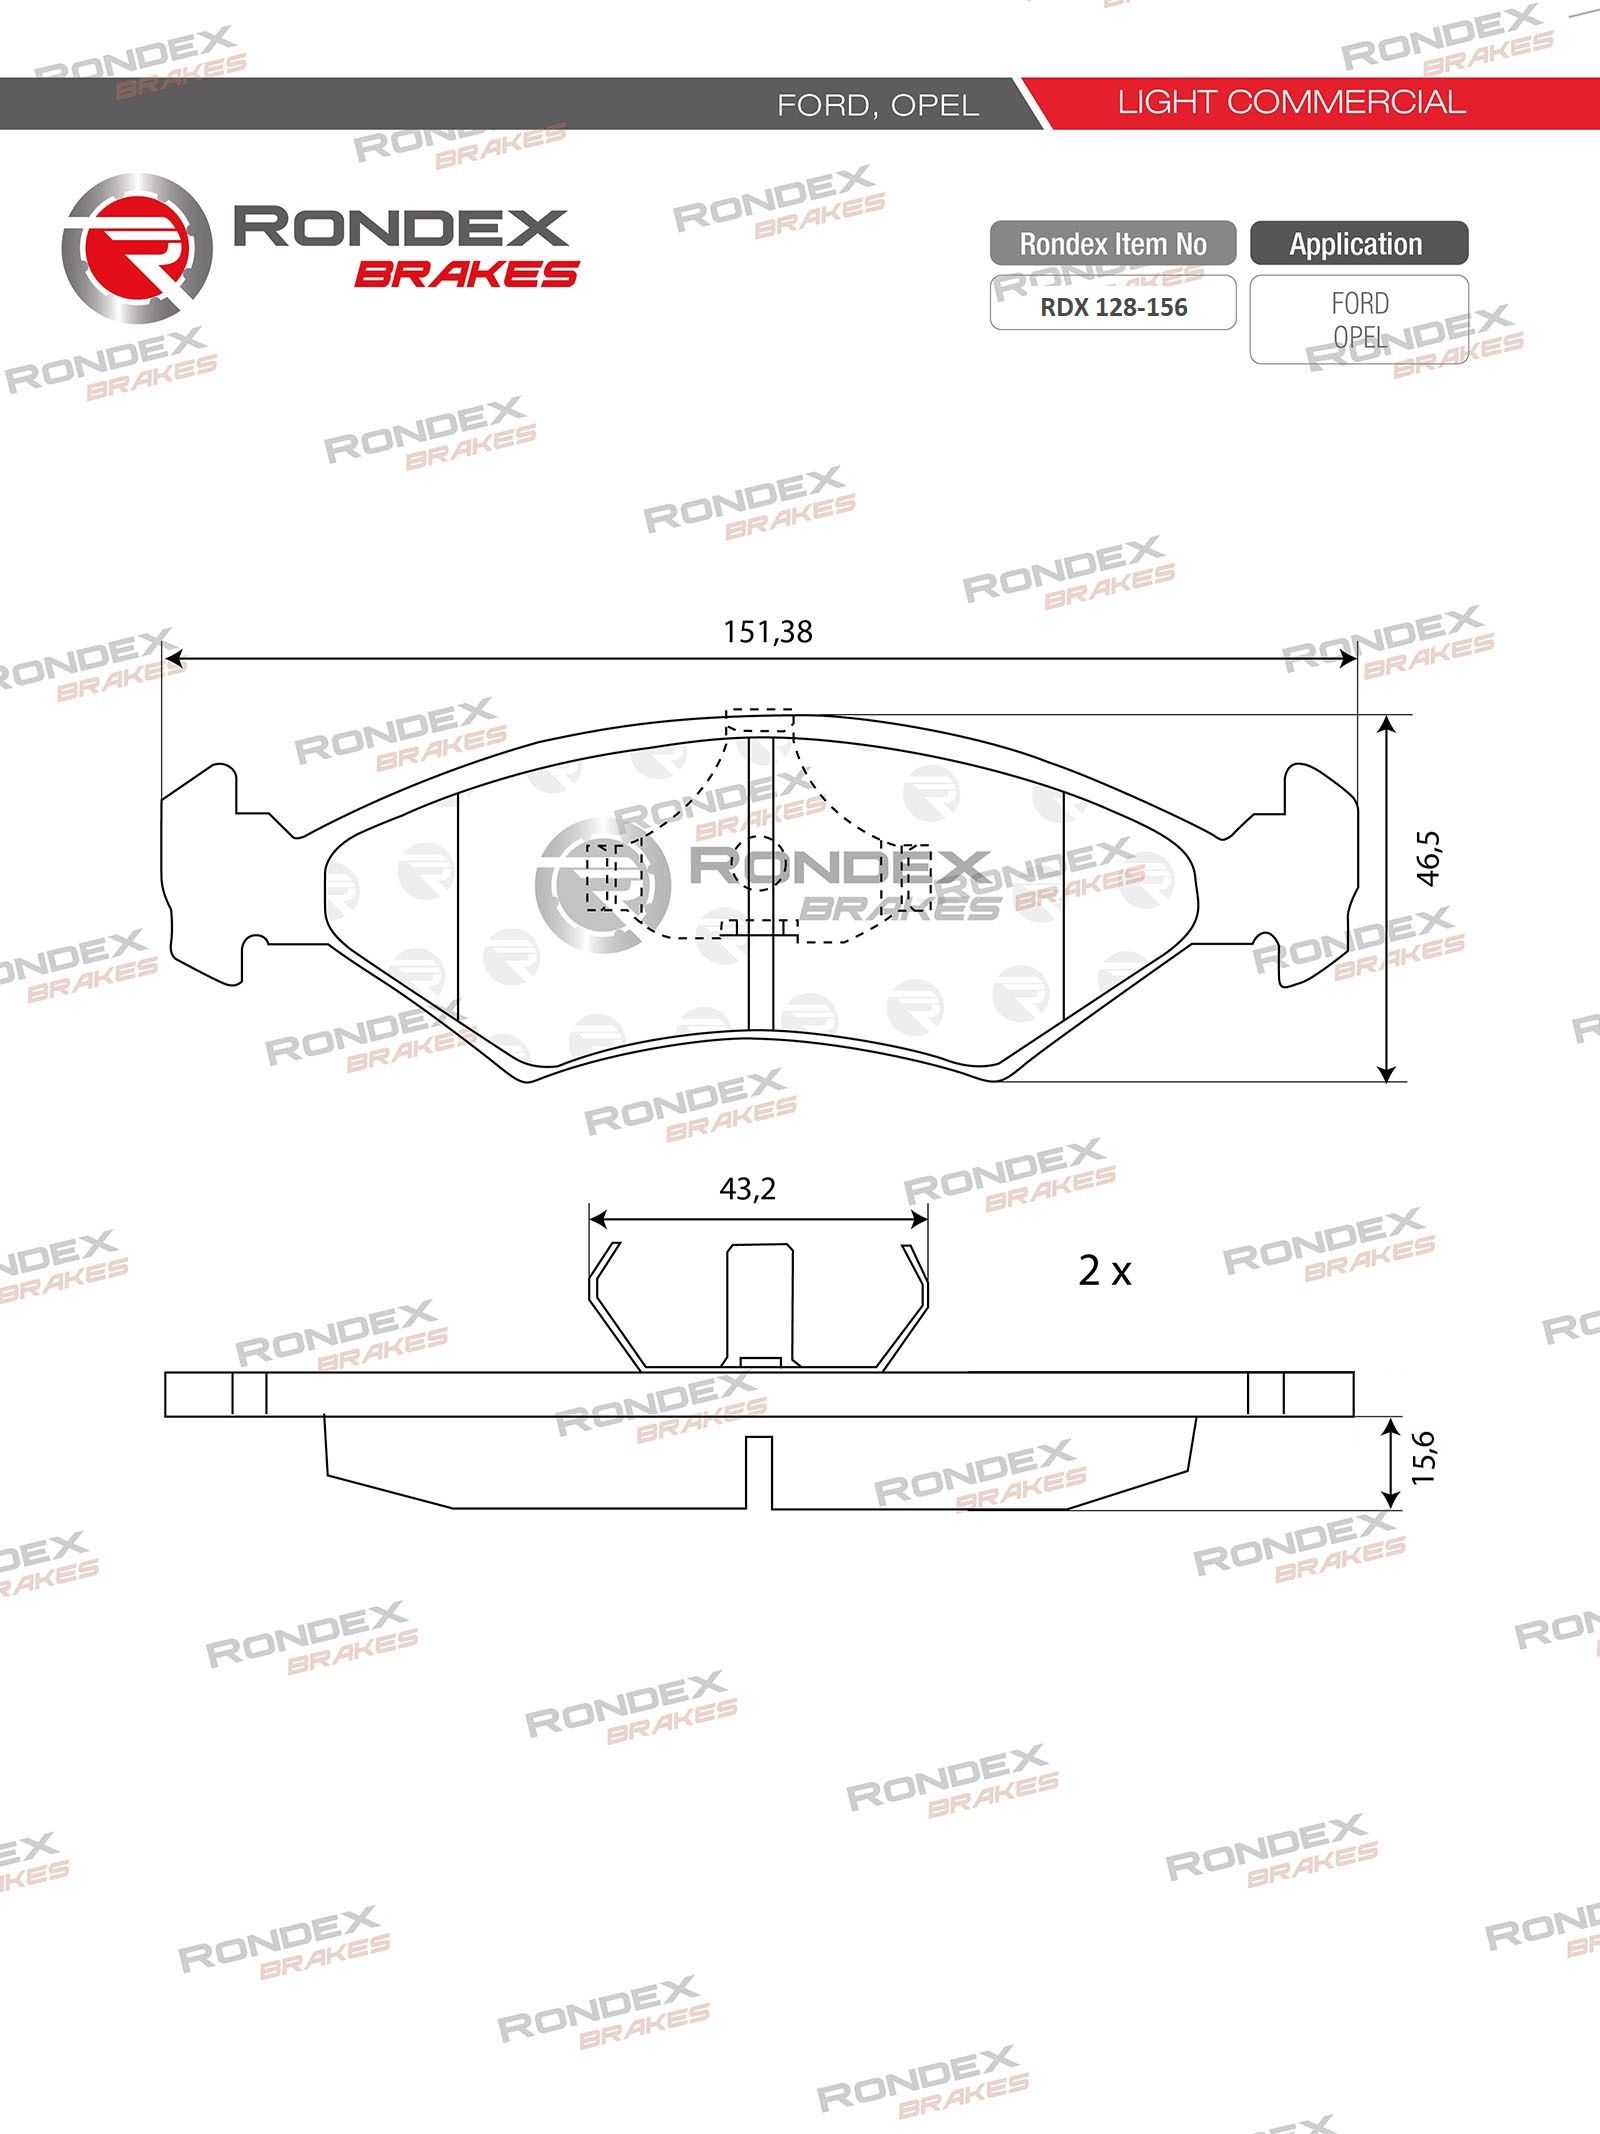 FORD, OPEL
LIGHT COMMERCIAL
RONDEX
BRAKES
Rondex Item No
Application
RDX 128-156
FORD
OPEL
151,38
46,5
RONDEX
BRAKES
43,2
2 x
15,6